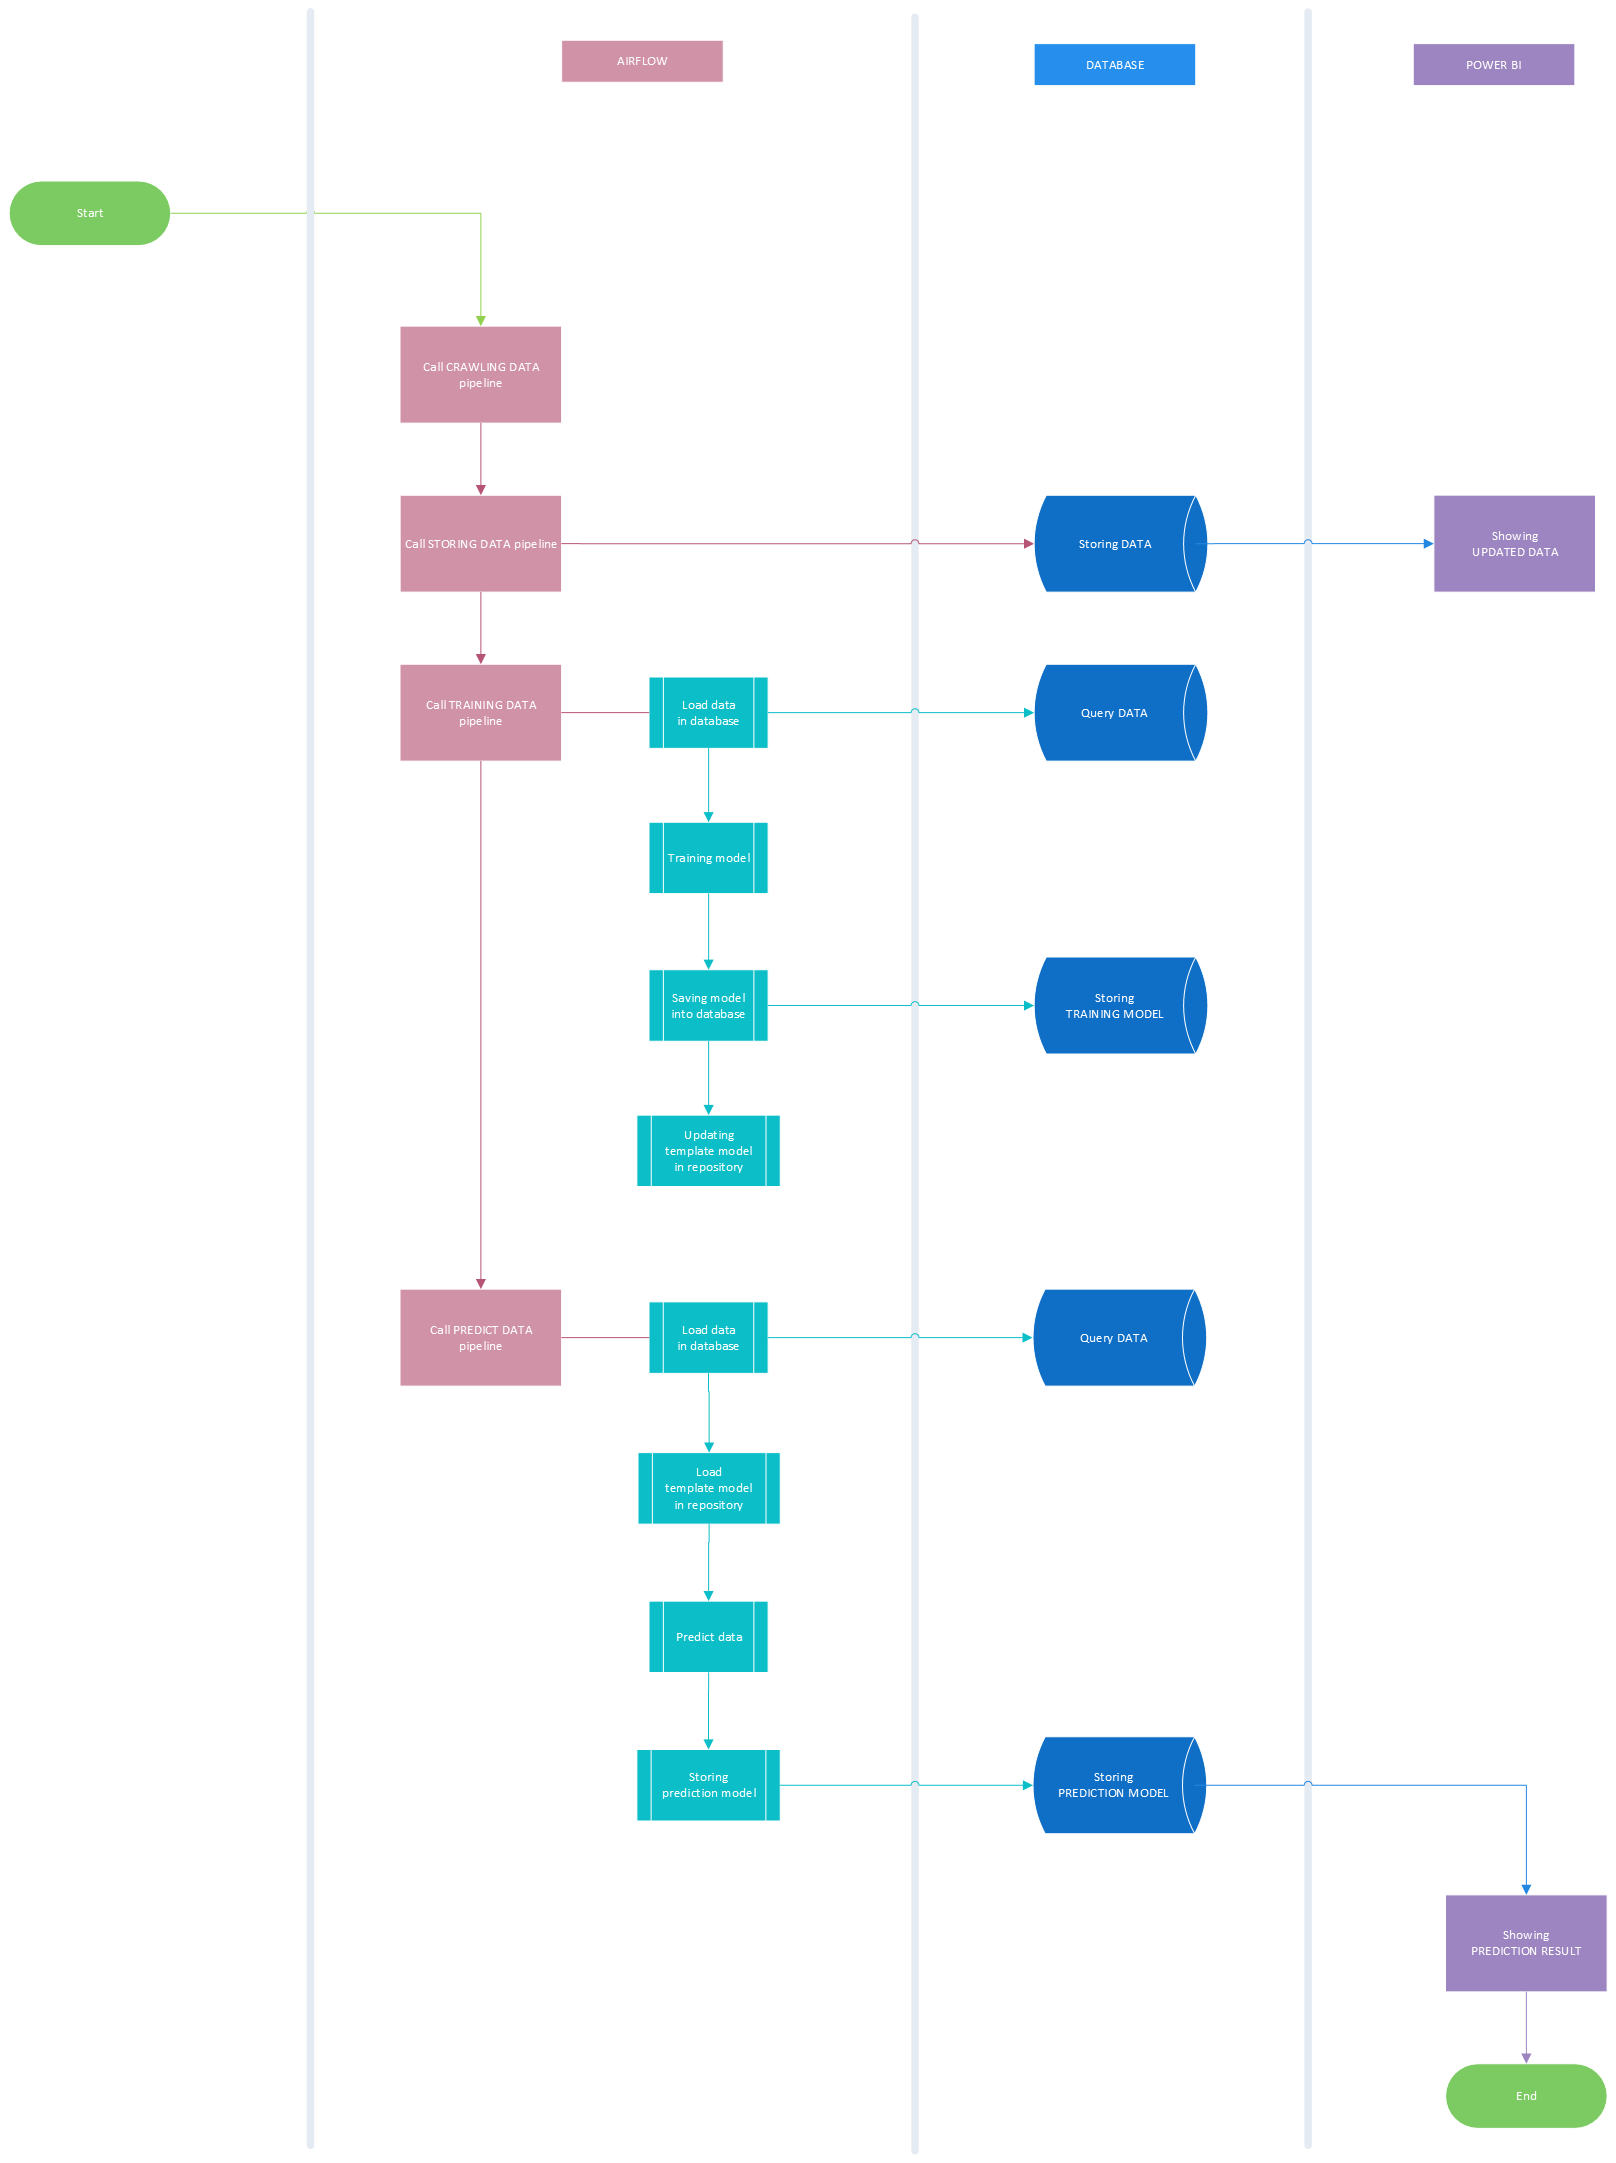 AIRFLOW
DATABASE
POWER BI
Start
Call CRAWLING DATA
pipeline
Call STORING DATA pipeline
Storing DATA
Showing
UPDATED DATA
Call TRAINING DATA
pipeline
Load data
in database
Query DATA
Training model
Saving model
into database
Storing
TRAINING MODEL
Updating
template model
in repository
Call PREDICT DATA
pipeline
Load data
in database
Query DATA
Load
template model
in repository
Predict data
Storing
prediction model
Storing
PREDICTION MODEL
Showing
PREDICTION RESULT
End